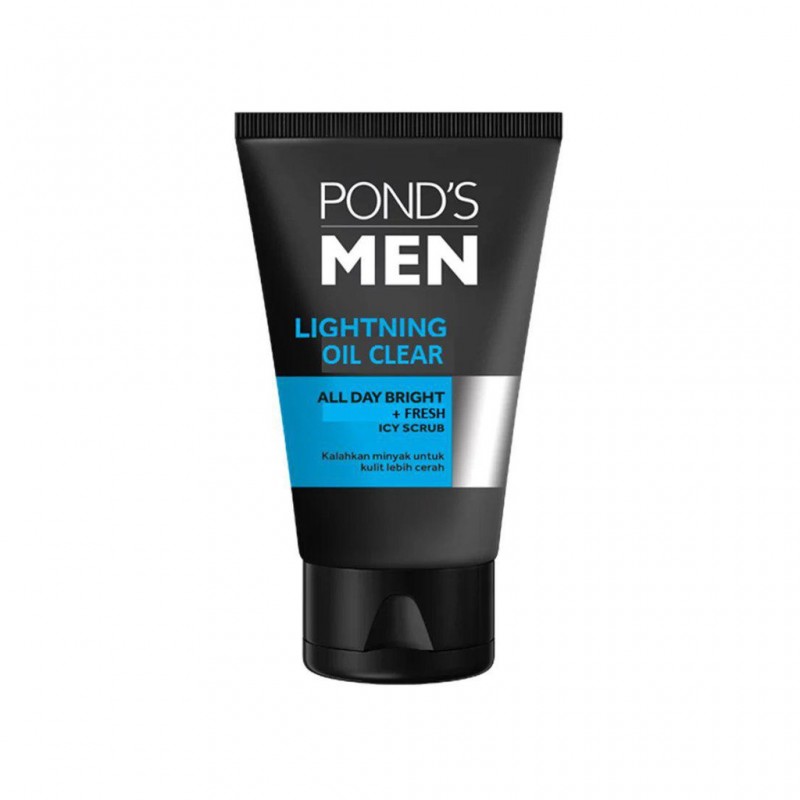 POND'S
MEN
LIGHTNING
OIL CLEAR
ALL DAY BRIGHT
+ FRESH
ICY SCRUB
Kalahkan minyak untuk
kulit lebih cerah